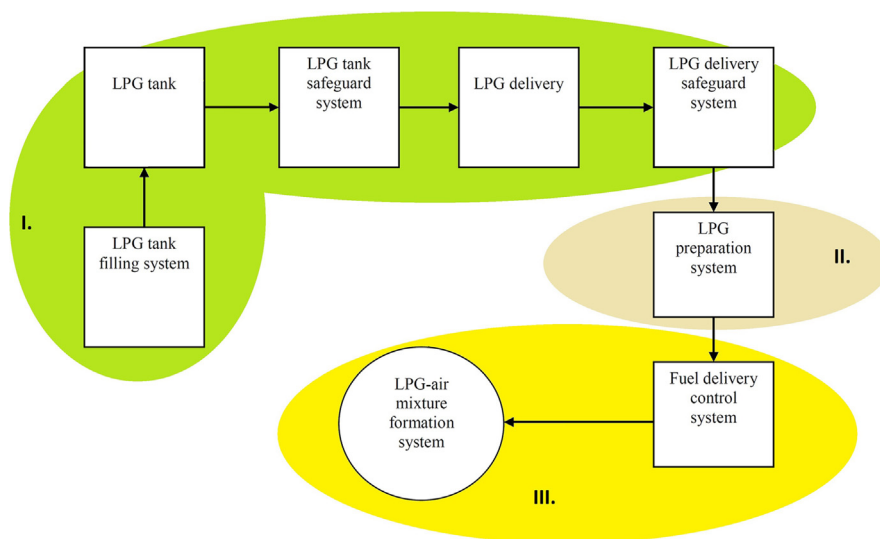 LPG tank
LPG tank
safeguard
system
LPG delivery
LPG delivery
safeguard
system
I.
LPG tank
filling system
LPG
preparation
system
II.
Fuel delivery
control
system
LPG-air
mixture
formation
system
III.